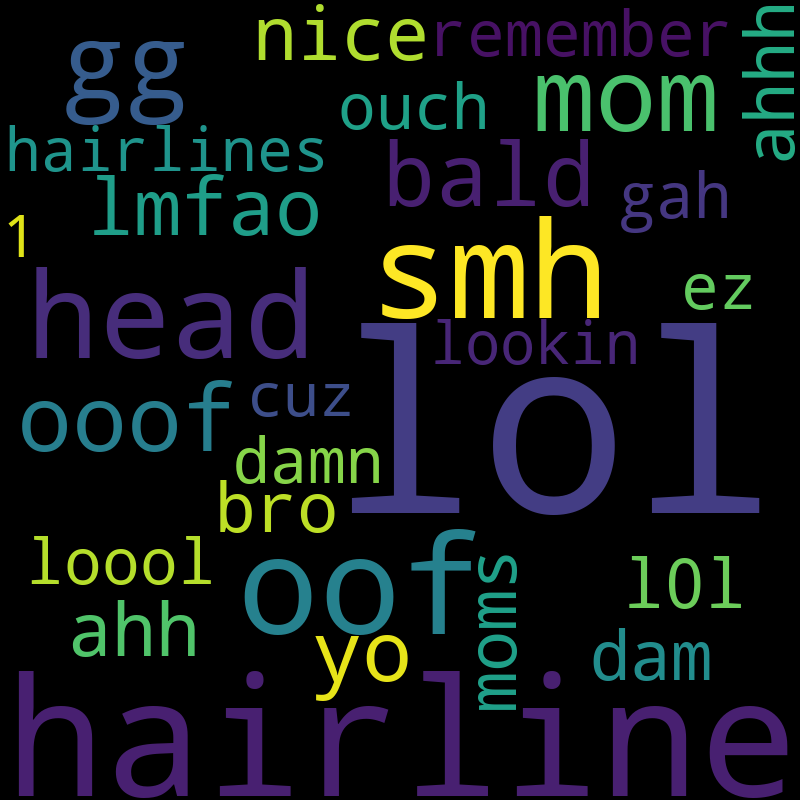 nice
remember
ahhh
gg
mom
ouch
hairlines
bald
lmfao
gah
1
smh
ez
head
lookin
lol
cuz
ooof
damn
bro
oof
loool
moms
l0l
ahh
yo
dam
hairline